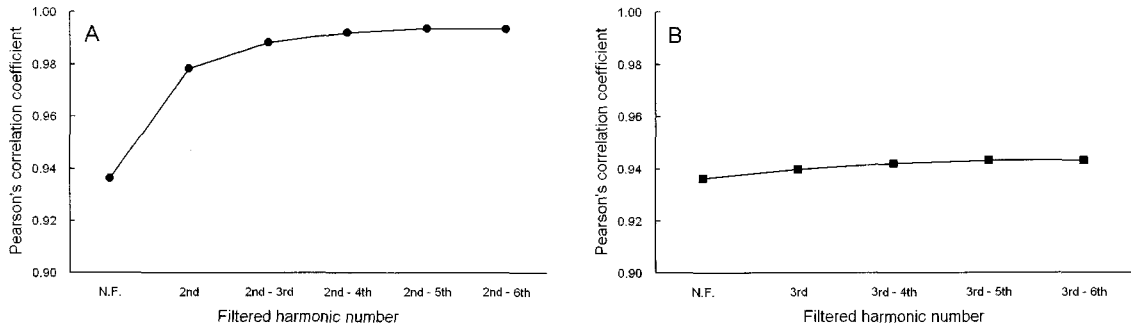 A
Pearson's correlation coefficient
1.00
0.98
0.96
0.94
0.92
0.90
N.F.
2nd
2nd - 3rd
2nd - 4th
2nd - 5th
2nd - 6th
Filtered harmonic number
B
Pearson's correlation coefficient
1.00
0.98
0.96
0.94
0.92
0.90
N.F.
3rd
3rd - 4th
3rd - 5th
3rd - 6th
Filtered harmonic number